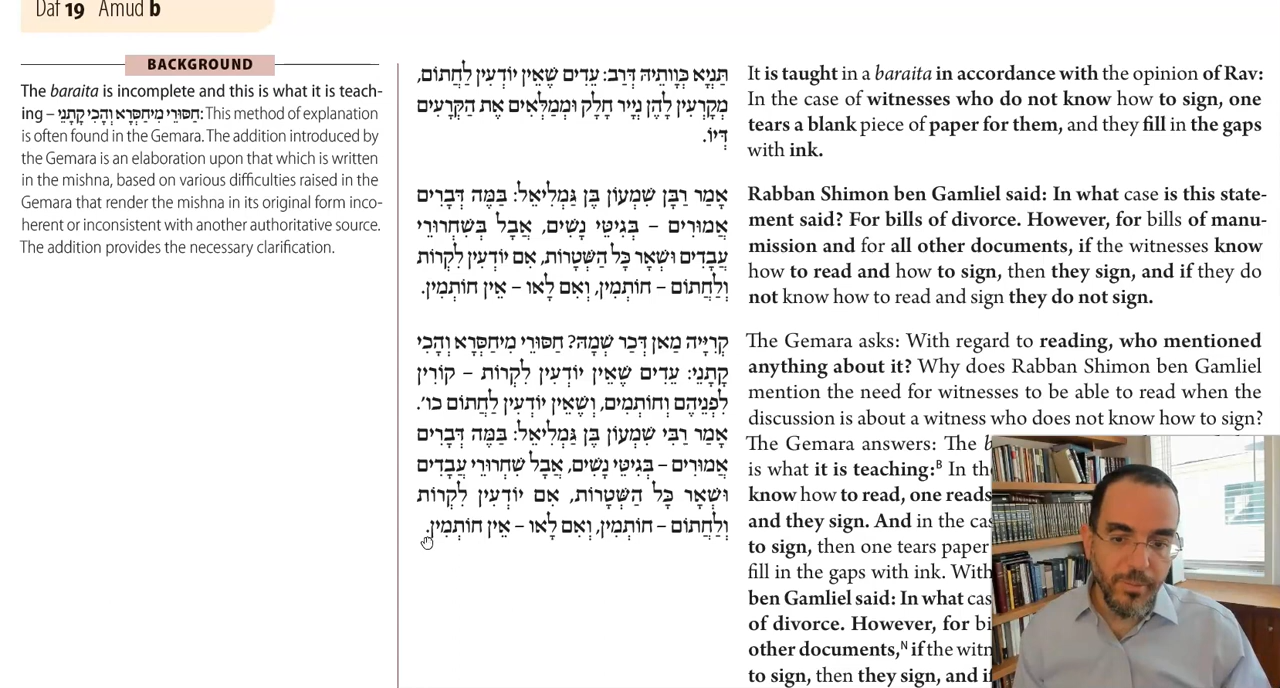 Daf 19 Amud b
BACKGROUND
The baraita is incomplete and this is what it is teach-
ing – חַסּוּרֵי מִיחַסְּרָא וְהָכִי קָתָנֵי: This method of explanation
is often found in the Gemara. The addition introduced by
the Gemara is an elaboration upon that which is written
in the mishna, based on various difficulties raised in the
Gemara that render the mishna in its original form inco-
herent or inconsistent with another authoritative source.
The addition provides the necessary clarification.
תַּנְיָא כְּוָותֵיהּ דְּרַב: עֵדִים שֶׁאֵין יוֹדְעִין לַחְתּוֹם,
מְקָרְעִין לָהֶן נְיָיר חָלָק וּמְמַלְּאִים אֶת הַקְּרָעִים
דְּיוֹ.
אָמַר רַבָּן שִׁמְעוֹן בֶּן גַּמְלִיאֵל: בַּמֶּה דְּבָרִים
אֲמוּרִים – בְּגִיטֵּי נָשִׁים, אֲבָל בְּשִׁחְרוּרֵי
עֲבָדִים וּשְׁאָר כָּל הַשְּׁטָרוֹת, אִם יוֹדְעִין לִקְרוֹת
וְלַחְתּוֹם – חוֹתְמִין, וְאִם לָאו – אֵין חוֹתְמִין.
קְרִיָּיה מַאן דְּכַר שְׁמָהּ? חַסּוּרֵי מִיחַסְּרָא וְהָכִי
קָתָנֵי: עֵדִים שֶׁאֵין יוֹדְעִין לִקְרוֹת – קוֹרִין
לִפְנֵיהֶם וְחוֹתְמִים, וְשֶׁאֵין יוֹדְעִין לַחְתּוֹם כו׳.
אָמַר רַבִּי שִׁמְעוֹן בֶּן גַּמְלִיאֵל: בַּמֶּה דְּבָרִים
אֲמוּרִים – בְּגִיטֵּי נָשִׁים, אֲבָל שִׁחְרוּרֵי עֲבָדִים
וּשְׁאָר כָּל הַשְּׁטָרוֹת, אִם יוֹדְעִין לִקְרוֹת
וְלַחְתּוֹם – חוֹתְמִין, וְאִם לָאו – אֵין חוֹתְמִין.
It is taught in a baraita in accordance with the opinion of Rav:
In the case of witnesses who do not know how to sign, one
tears a blank piece of paper for them, and they fill in the gaps
with ink.
Rabban Shimon ben Gamliel said: In what case is this state-
ment said? For bills of divorce. However, for bills of manu-
mission and for all other documents, if the witnesses know
how to read and how to sign, then they sign, and if they do
not know how to read and sign they do not sign.
The Gemara asks: With regard to reading, who mentioned
anything about it? Why does Rabban Shimon ben Gamliel
mention the need for witnesses to be able to read when the
discussion is about a witness who does not know how to sign?
The Gemara answers: The b
is what it is teaching:ᴮ In the
know how to read, one reads
and they sign. And in the cas
to sign, then one tears paper
fill in the gaps with ink. With
ben Gamliel said: In what cas
of divorce. However, for bi
other documents,ᴺ if the witn
to sign, then they sign, and if